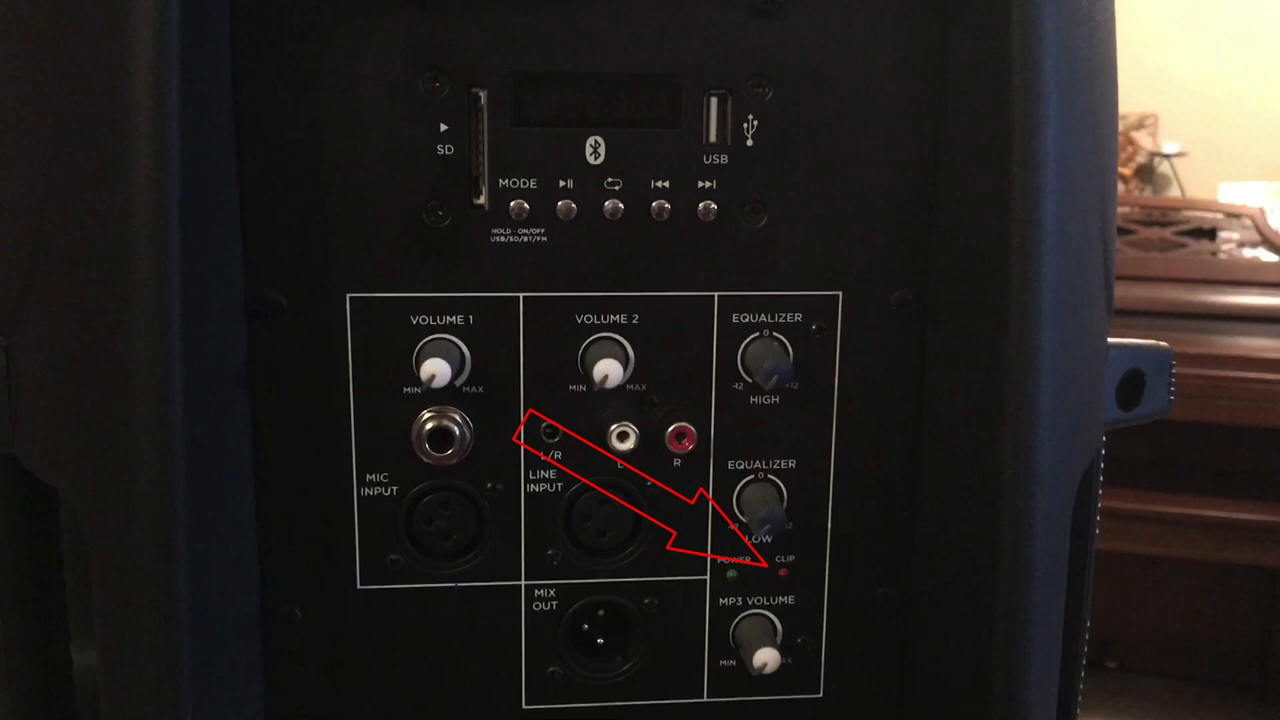 SD
USB
MODE
HOLD - ON/OFF
USB/SD/BT/FM
VOLUME 1
MIN MAX
MIC
INPUT
VOLUME 2
MIN MAX
L/R L R
LINE
INPUT
MIX
OUT
EQUALIZER
0
-12 +12
HIGH
EQUALIZER
0
12
LOW
POWER CLIP
MP3 VOLUME
MIN